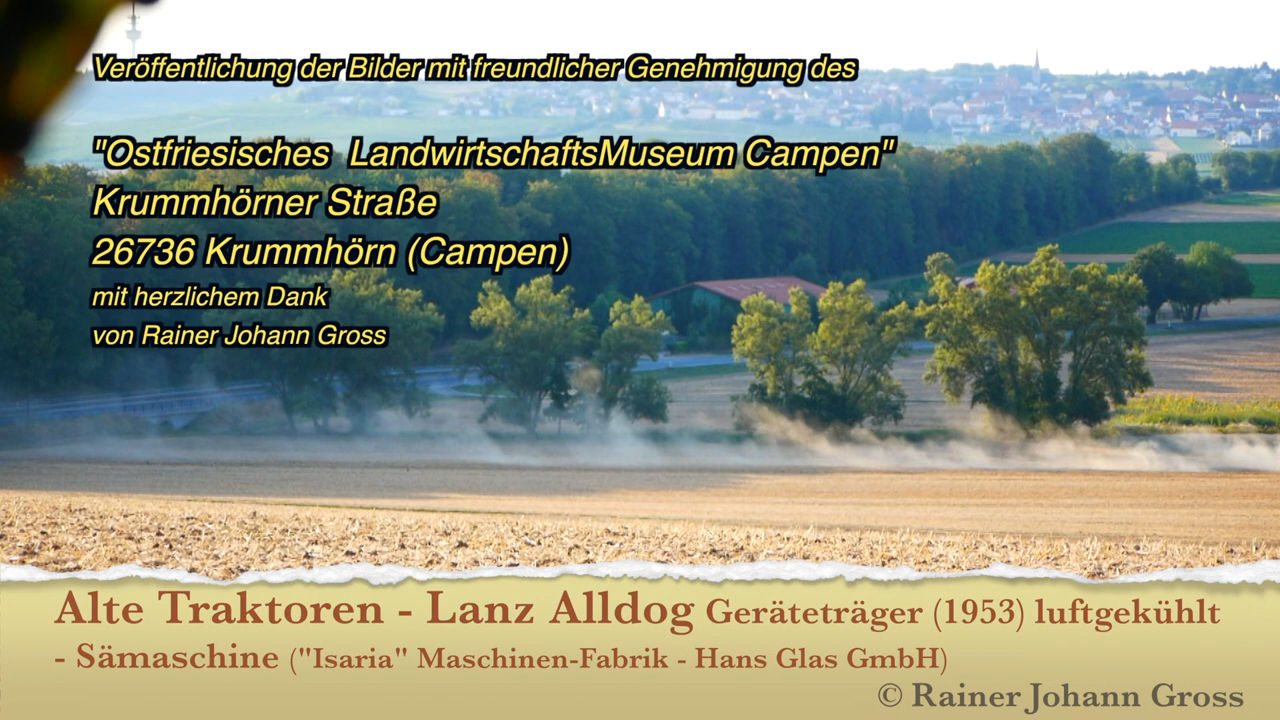 Veröffentlichung der Bilder mit freundlicher Genehmigung des
"Ostfriesisches LandwirtschaftsMuseum Campen"
Krummhörner Straße
26736 Krummhörn (Campen)
mit herzlichem Dank
von Rainer Johann Gross
Alte Traktoren - Lanz Alldog Geräteträger (1953) luftgekühlt
- Sämaschine ("Isaria" Maschinen-Fabrik - Hans Glas GmbH)
© Rainer Johann Gross